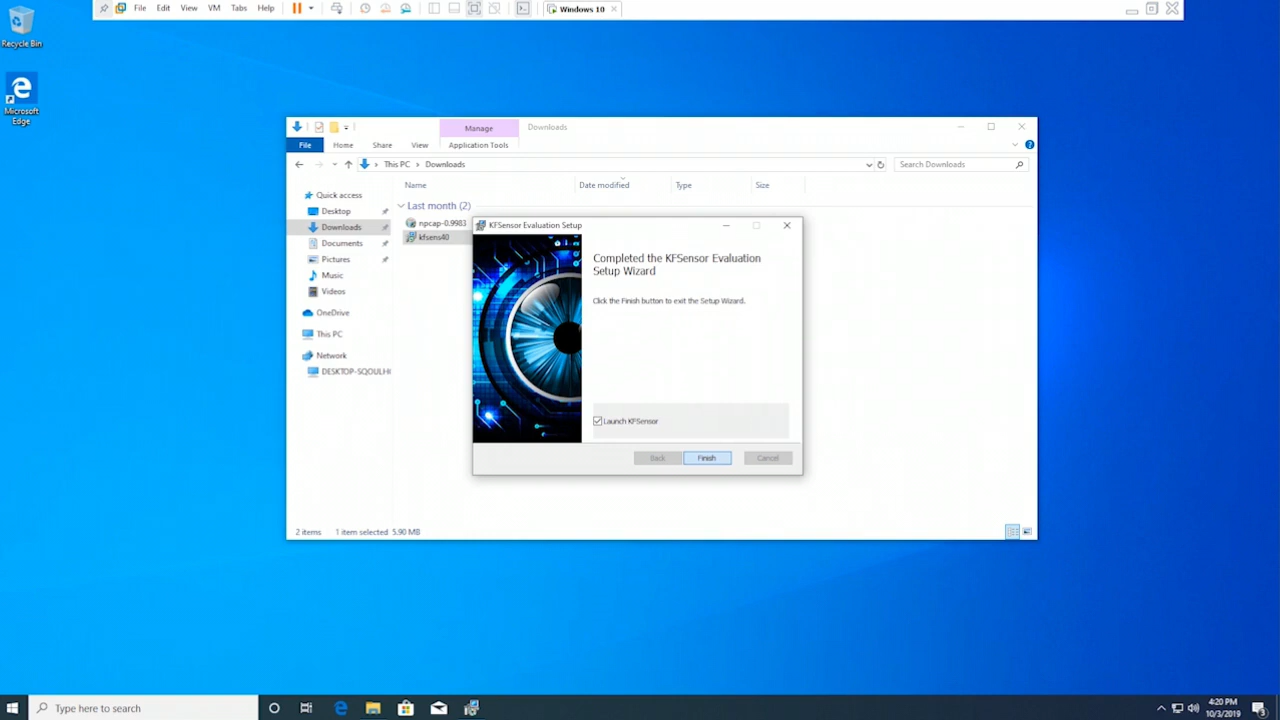 File Edit View VM Tabs Help
Windows 10
Recycle Bin
Microsoft
Edge
Manage
Downloads
File Home Share View Application Tools
This PC Downloads
Search Downloads
Name Date modified Type Size
Quick access
Desktop
Downloads
Documents
Pictures
Music
Videos
OneDrive
This PC
Network
Last month (2)
npcap-0.9983
kfsens40
KFSensor Evaluation Setup
Completed the KFSensor Evaluation
Setup Wizard
Click the Finish button to exit the Setup Wizard.
Launch KFSensor
Back Finish Cancel
2 items 1 item selected 5.90 MB
Type here to search
4:20 PM
10/3/2019
3